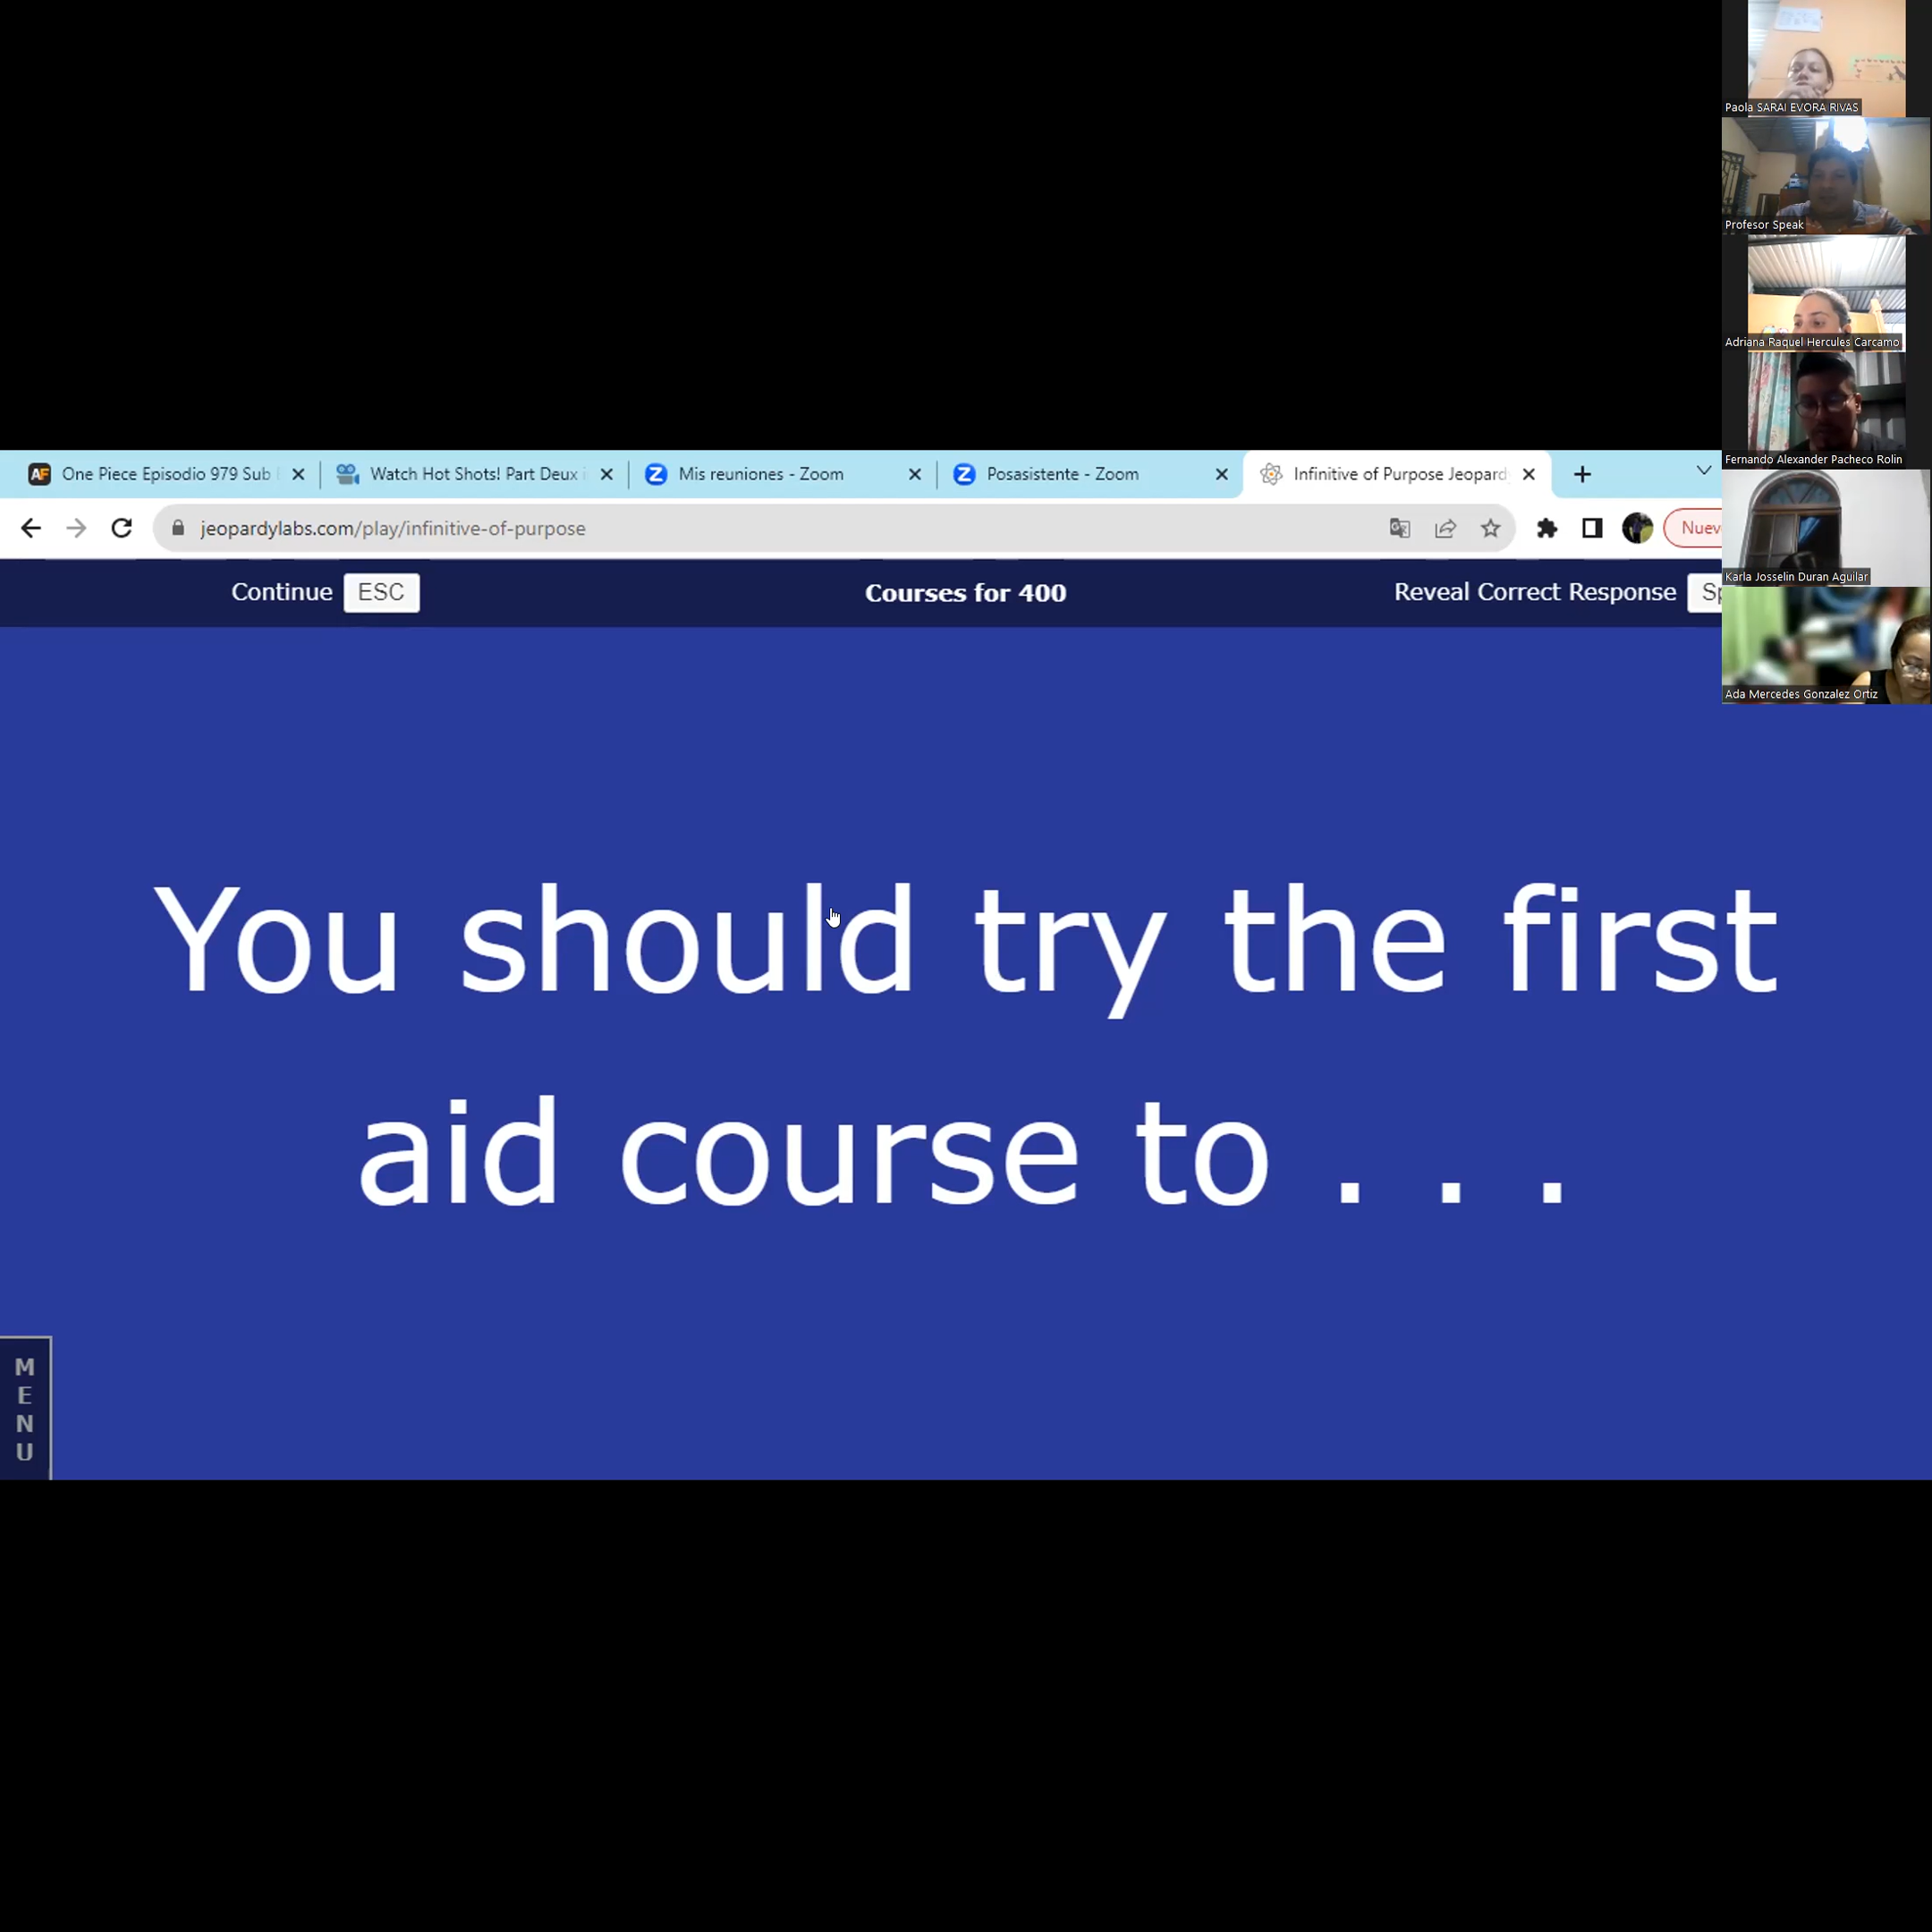 Paola SARAI EVORA RIVAS
Profesor Speak
Adriana Raquel Hercules Carcamo
Fernando Alexander Pacheco Rolin
Karla Josselin Duran Aguilar
Ada Mercedes Gonzalez Ortiz
One Piece Episodio 979 Sub
Watch Hot Shots! Part Deux
Mis reuniones - Zoom
Posasistente - Zoom
Infinitive of Purpose Jeopard
jeopardylabs.com/play/infinitive-of-purpose
Nuev
Continue ESC
Courses for 400
Reveal Correct Response Sp
You should try the first
aid course to . . .
MENU